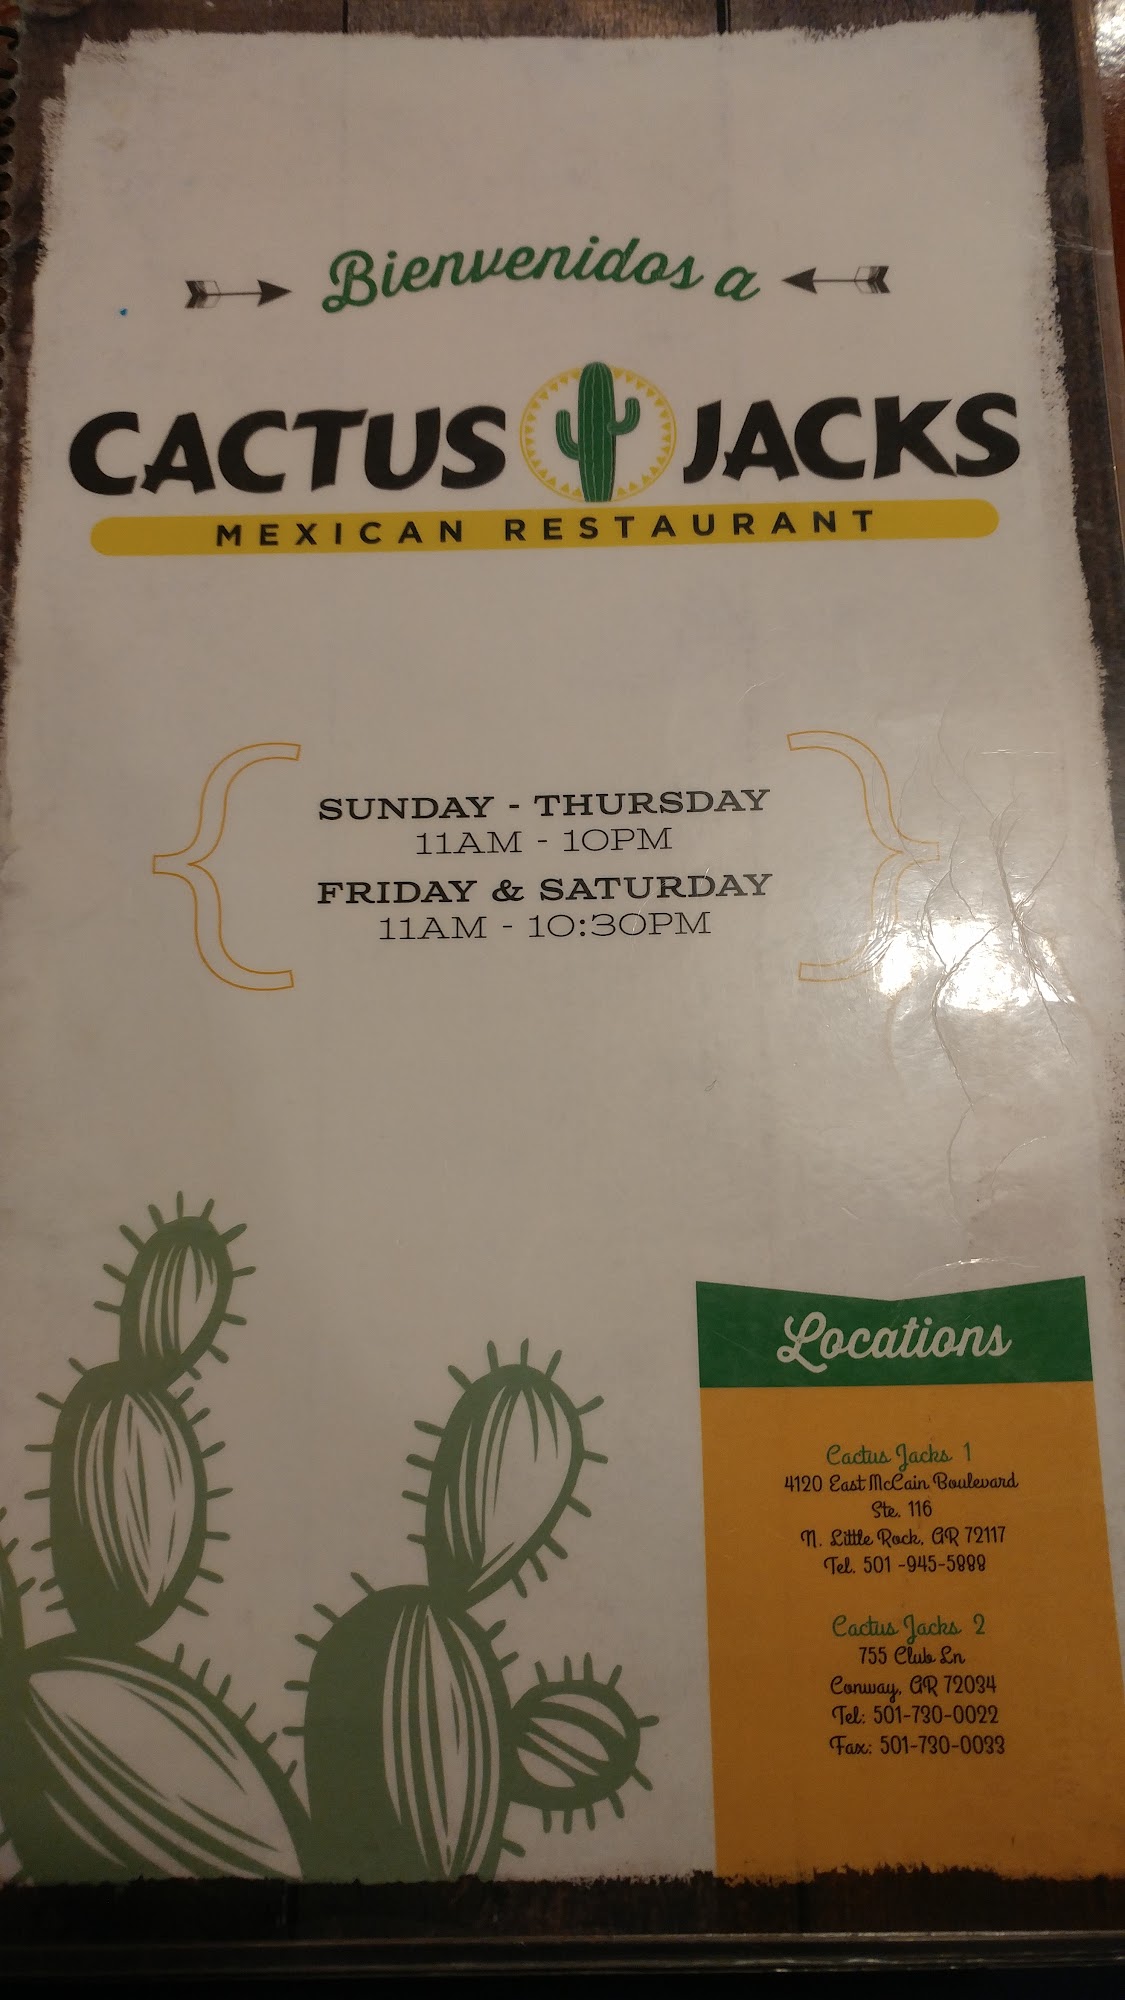 Bienvenidos a
CACTUS JACKS
MEXICAN RESTAURANT
SUNDAY - THURSDAY
11AM - 10PM
FRIDAY & SATURDAY
11AM - 10:30PM
Locations
Cactus Jacks 1
4120 East McCain Boulevard
Ste. 116
N. Little Rock, AR 72117
Tel. 501 -945-5888
Cactus Jacks 2
755 Club Ln
Conway, AR 72034
Tel: 501-730-0022
Fax: 501-730-0033